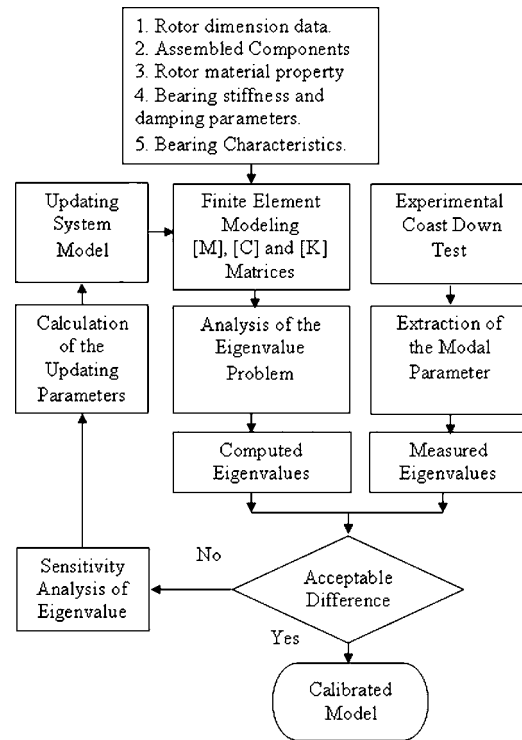 1. Rotor dimension data.
2. Assembled Components
3. Rotor material property
4. Bearing stiffness and
damping parameters.
5. Bearing Characteristics.
Updating
System
Model
Finite Element
Modeling
[M], [C] and [K]
Matrices
Experimental
Coast Down
Test
Calculation
of the
Updating
Parameters
Analysis of the
Eigenvalue
Problem
Extraction of
the Modal
Parameter
Computed
Eigenvalues
Measured
Eigenvalues
Sensitivity
Analysis of
Eigenvalue
No
Acceptable
Difference
Yes
Calibrated
Model